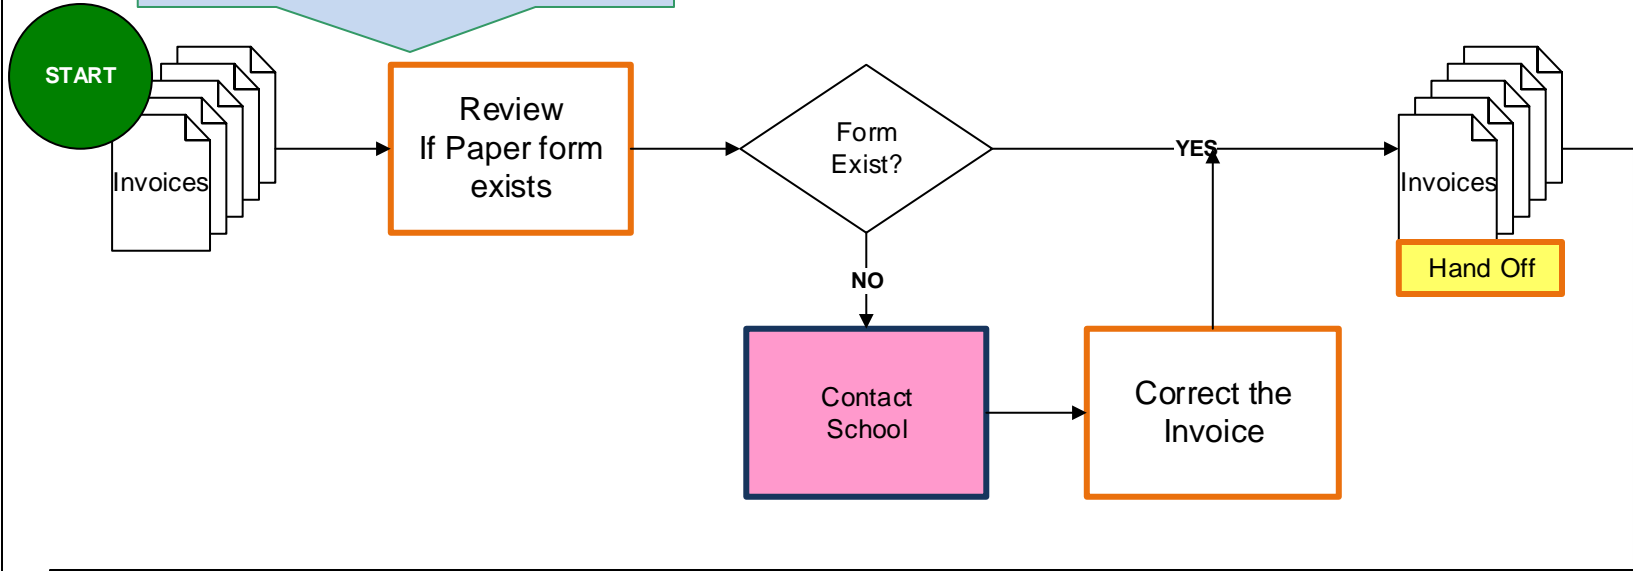 START
Invoices
Review
If Paper form
exists
Form
Exist?
YES
NO
Invoices
Hand Off
Contact
School
Correct the
Invoice